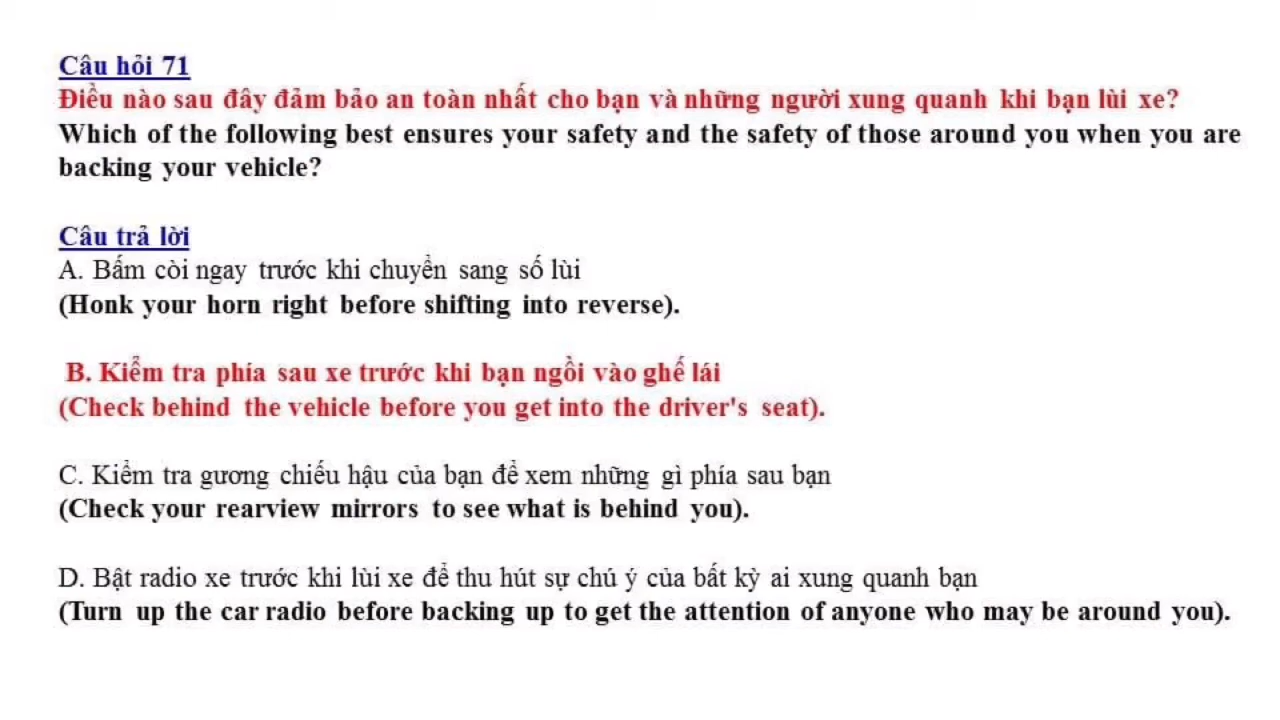 Câu hỏi 71
Điều nào sau đây đảm bảo an toàn nhất cho bạn và những người xung quanh khi bạn lùi xe?
Which of the following best ensures your safety and the safety of those around you when you are
backing your vehicle?
Câu trả lời
A. Bấm còi ngay trước khi chuyển sang số lùi
(Honk your horn right before shifting into reverse).
B. Kiểm tra phía sau xe trước khi bạn ngồi vào ghế lái
(Check behind the vehicle before you get into the driver's seat).
C. Kiểm tra gương chiếu hậu của bạn để xem những gì phía sau bạn
(Check your rearview mirrors to see what is behind you).
D. Bật radio xe trước khi lùi xe để thu hút sự chú ý của bất kỳ ai xung quanh bạn
(Turn up the car radio before backing up to get the attention of anyone who may be around you).